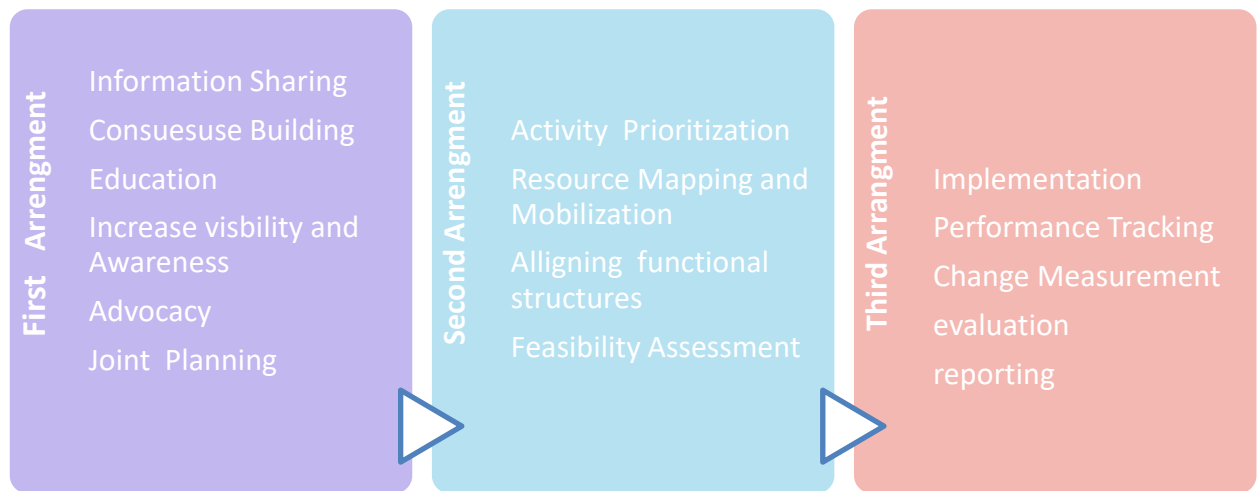 First Arrengment
Information Sharing
Consuesuse Building
Education
Increase visbility and
Awareness
Advocacy
Joint Planning
Second Arrengment
Activity Prioritization
Resource Mapping and
Mobilization
Alligning functional
structures
Feasibility Assessment
Third Arrangment
Implementation
Performance Tracking
Change Measurement
evaluation
reporting